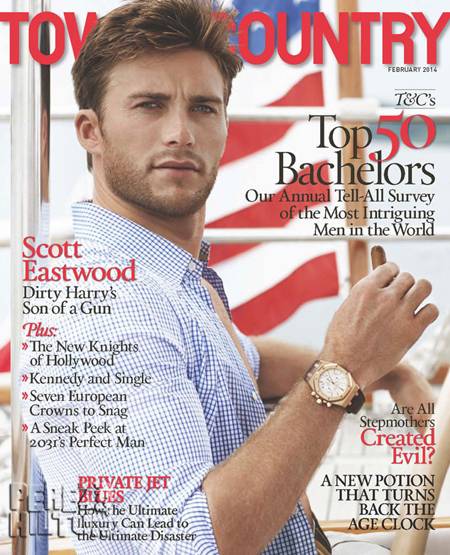 TOWN&COUNTRY
FEBRUARY 2014
T&C's
Top 50
Bachelors
Our Annual Tell-All Survey
of the Most Intriguing
Men in the World
Scott
Eastwood
Dirty Harry's
Son of a Gun
Plus:
» The New Knights
of Hollywood
» Kennedy and Single
» Seven European
Crowns to Snag
» A Sneak Peek at
2031's Perfect Man
PRIVATE JET
BLUES
How the Ultimate
Luxury Can Lead to
the Ultimate Disaster
Are All
Stepmothers
Created
Evil?
A NEW POTION
THAT TURNS
BACK THE
AGE CLOCK